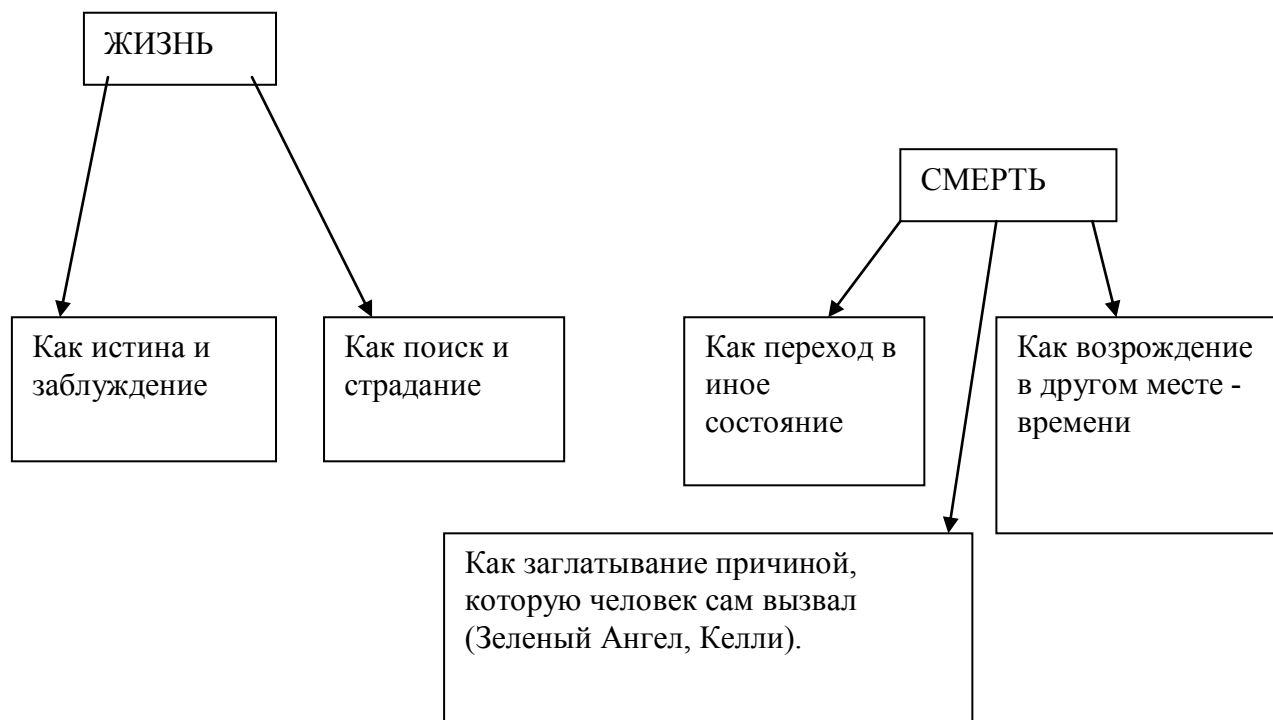 ЖИЗНЬ
СМЕРТЬ
Как истина и
заблуждение
Как поиск и
страдание
Как переход в
иное
состояние
Как возрождение
в другом месте -
времени
Как заглатывание причиной,
которую человек сам вызвал
(Зеленый Ангел, Келли).